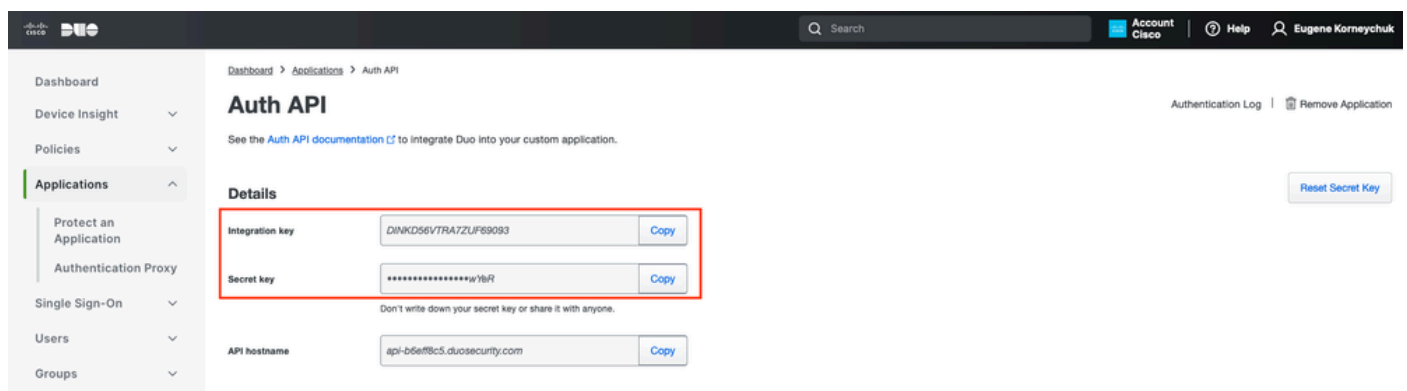 CISCO DUO Search Account Cisco Help Eugene Korneychuk
Dashboard
Device Insight
Policies
Applications
Protect an Application
Authentication Proxy
Single Sign-On
Users
Groups
Dashboard > Applications > Auth API
Auth API
Authentication Log | Remove Application
See the Auth API documentation to integrate Duo into your custom application.
Details
Reset Secret Key
Integration key DINKD56VTRA7ZUF69093 Copy
Secret key ••••••••••••••••• wYeR Copy
Don't write down your secret key or share it with anyone.
API hostname api-b6eff8c5.duosecurity.com Copy